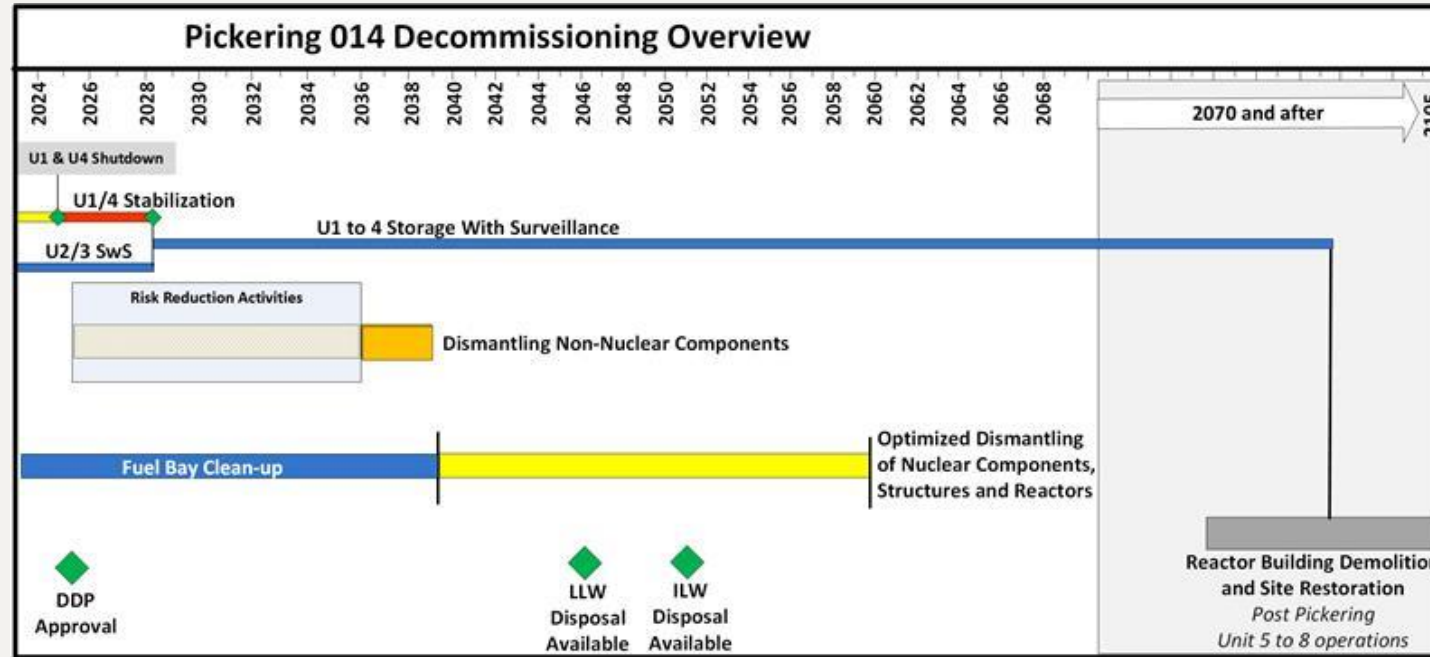 Pickering 014 Decommissioning Overview
2024
2026
2028
2030
2032
2034
2036
2038
2040
2042
2044
2046
2048
2050
2052
2054
2056
2058
2060
2062
2064
2068
2070 and after
U1 & U4 Shutdown
U1/4 Stabilization
U1 to 4 Storage With Surveillance
U2/3 SwS
Risk Reduction Activities
Dismantling Non-Nuclear Components
Fuel Bay Clean-up
Optimized Dismantling
of Nuclear Components,
Structures and Reactors
DDP
Approval
LLW
Disposal
Available
ILW
Disposal
Available
Reactor Building Demolition
and Site Restoration
Post Pickering
Unit 5 to 8 operations